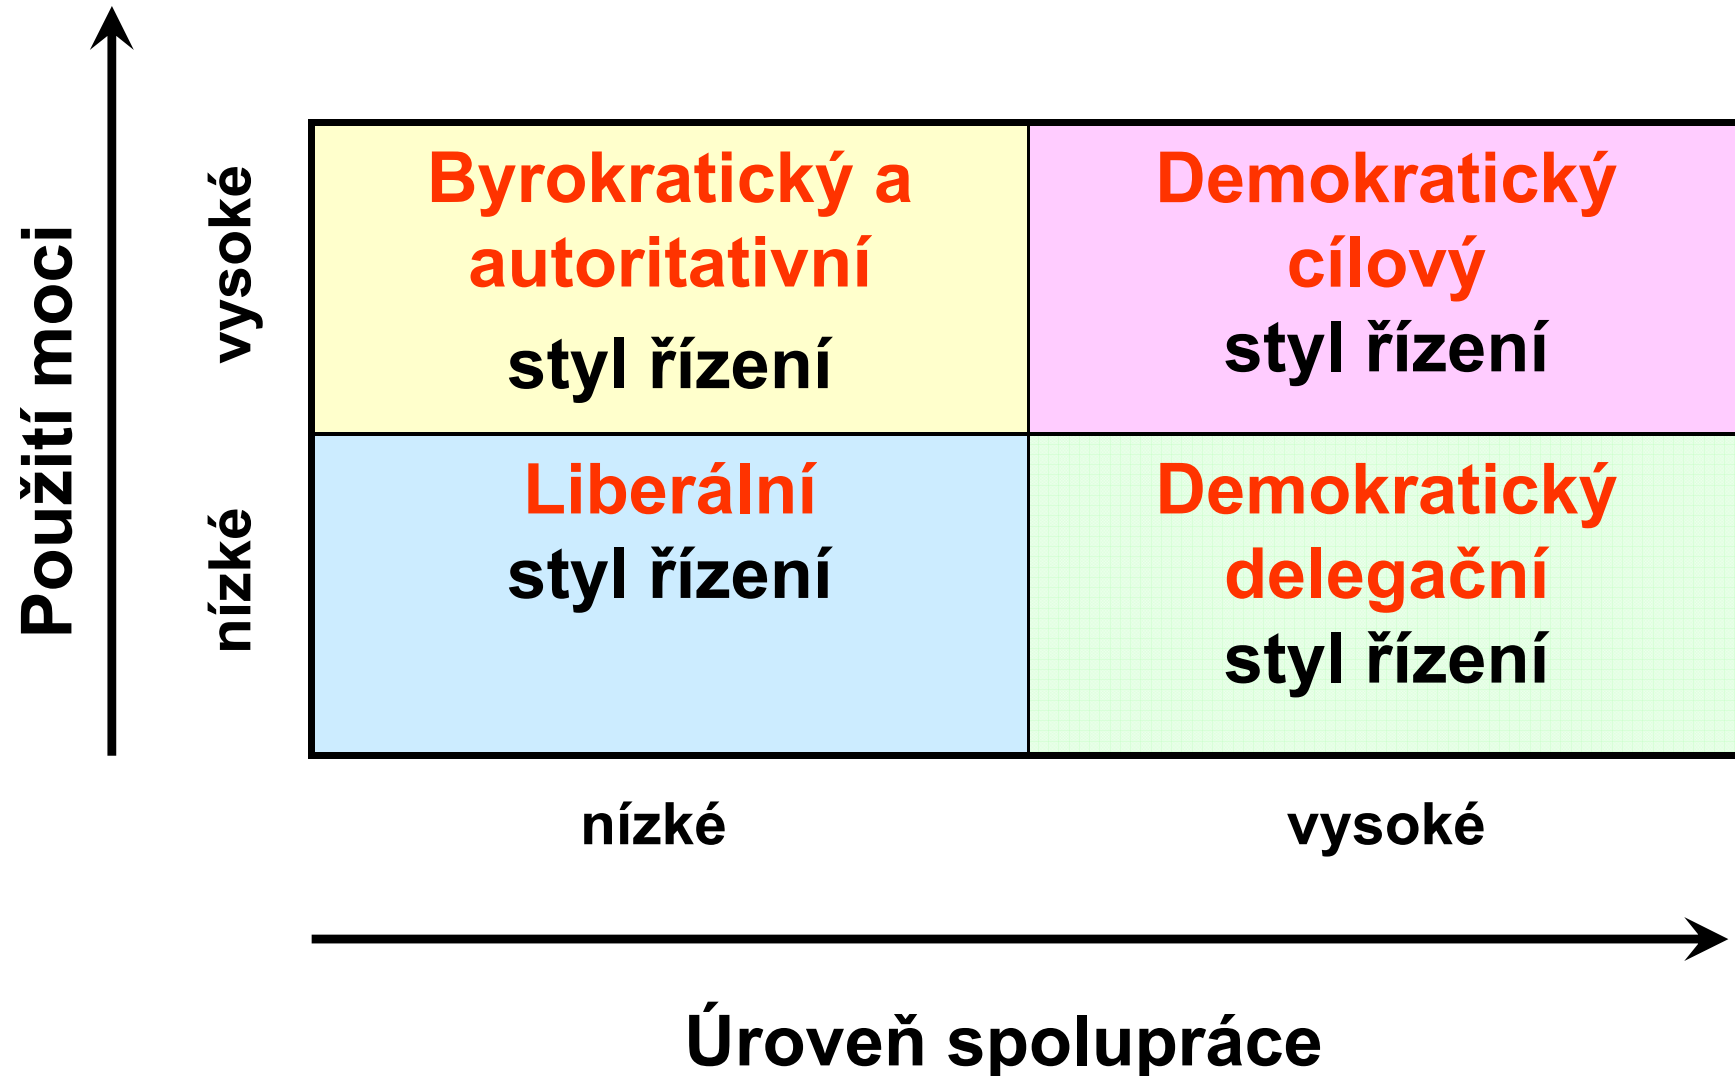 Použití moci
vysoké
nízké
Byrokratický a
autoritativní
styl řízení
Demokratický
cílový
styl řízení
Liberální
styl řízení
Demokratický
delegační
styl řízení
nízké
vysoké
Úroveň spolupráce